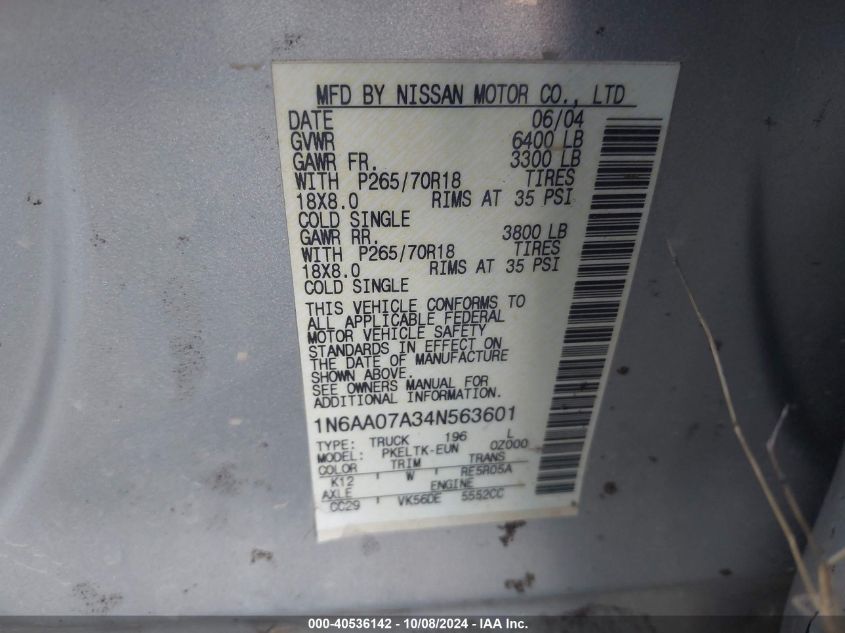 MFD BY NISSAN MOTOR CO., LTD
DATE 06/04
GVWR 6400 LB
GAWR FR. 3300 LB
WITH P265/70R18 TIRES
18X8.0 RIMS AT 35 PSI
COLD SINGLE
GAWR RR. 3800 LB
WITH P265/70R18 TIRES
18X8.0 RIMS AT 35 PSI
COLD SINGLE
THIS VEHICLE CONFORMS TO
ALL APPLICABLE FEDERAL
MOTOR VEHICLE SAFETY
STANDARDS IN EFFECT ON
THE DATE OF MANUFACTURE
SHOWN ABOVE.
SEE OWNERS MANUAL FOR
ADDITIONAL INFORMATION.
1N6AA07A34N563601
TYPE: TRUCK 196 L
MODEL: PKELTK-EUN 0Z000
COLOR TRIM TRANS
K12 ' W ' RE5R05A
AXLE ENGINE
CC29 ' VK56DE 5552CC
000-40536142 - 10/08/2024 - IAA Inc.